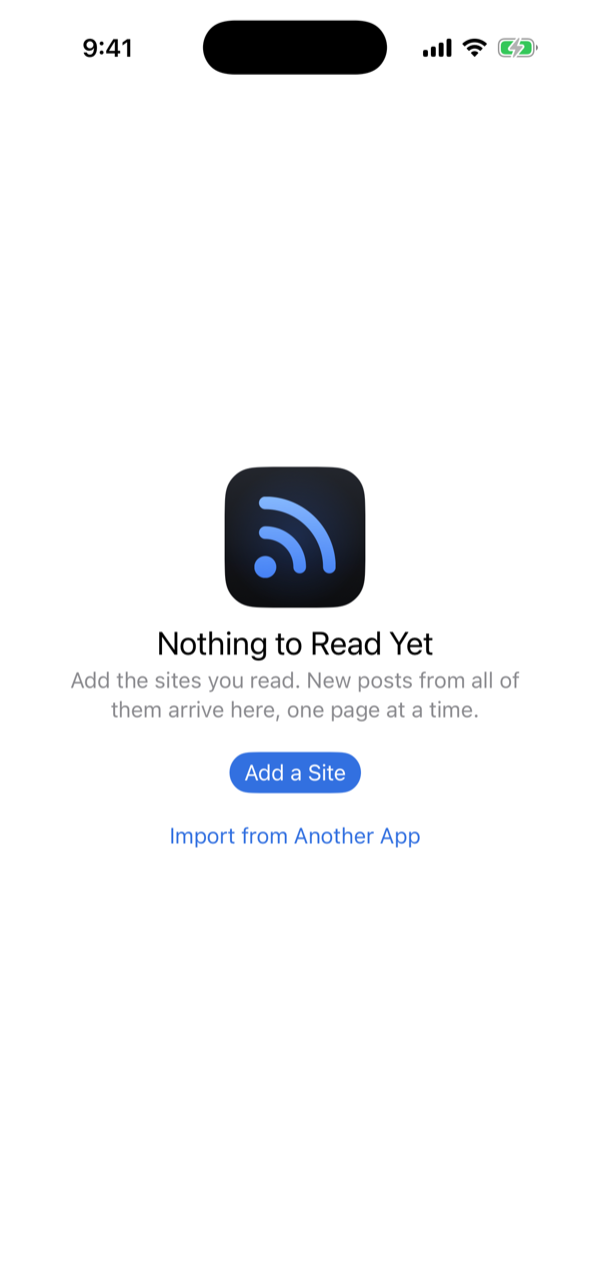 9:41
Nothing to Read Yet
Add the sites you read. New posts from all of
them arrive here, one page at a time.
Add a Site
Import from Another App